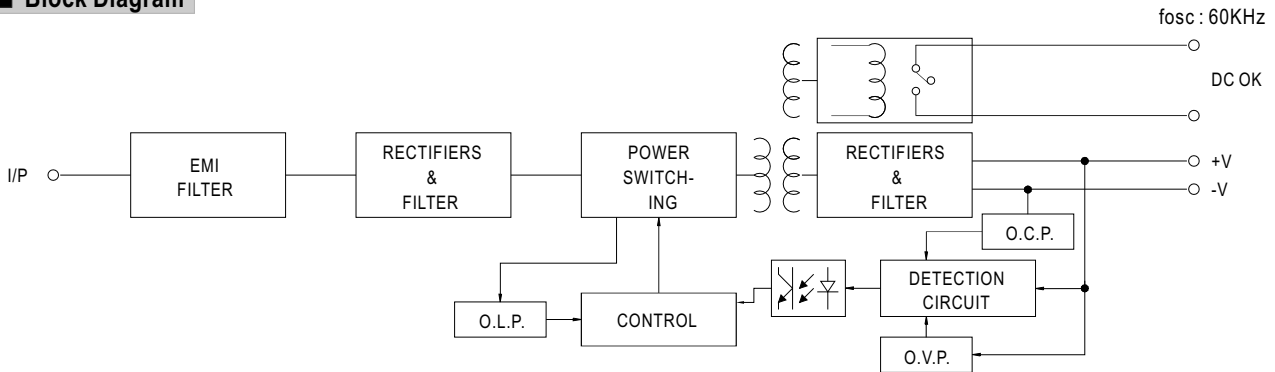 ■ Block Diagram
fosc : 60KHz
DC OK
I/P
EMI
FILTER
RECTIFIERS
&
FILTER
POWER
SWITCH-
ING
RECTIFIERS
&
FILTER
+V
-V
O.C.P.
DETECTION
CIRCUIT
O.L.P.
CONTROL
O.V.P.